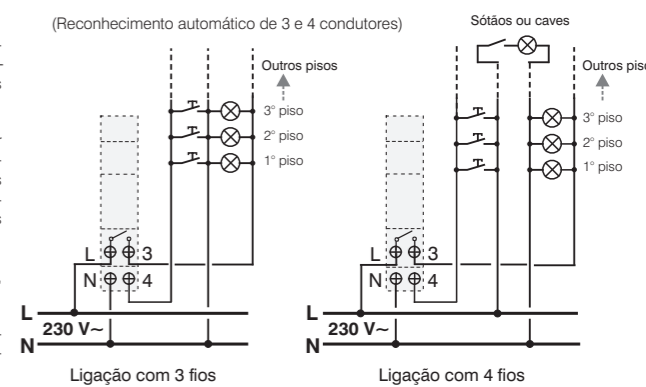 (Reconhecimento automático de 3 e 4 condutores)
Sótãos ou caves
Outros pisos
3° piso
2° piso
1° piso
L 3
N 4
L
230 V~
N
Ligação com 3 fios
Outros piso
3° piso
2° piso
1° piso
L 3
N 4
L
230 V~
N
Ligação com 4 fios